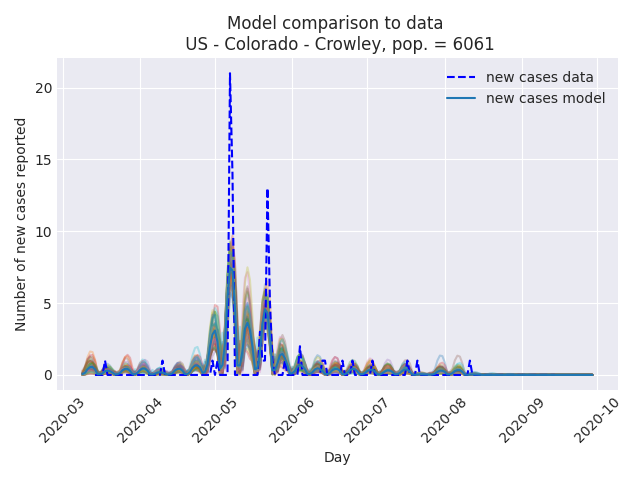 Model comparison to data
US - Colorado - Crowley, pop. = 6061
new cases data
new cases model
Number of new cases reported
20
15
10
5
0
2020-03
2020-04
2020-05
2020-06
2020-07
2020-08
2020-09
2020-10
Day